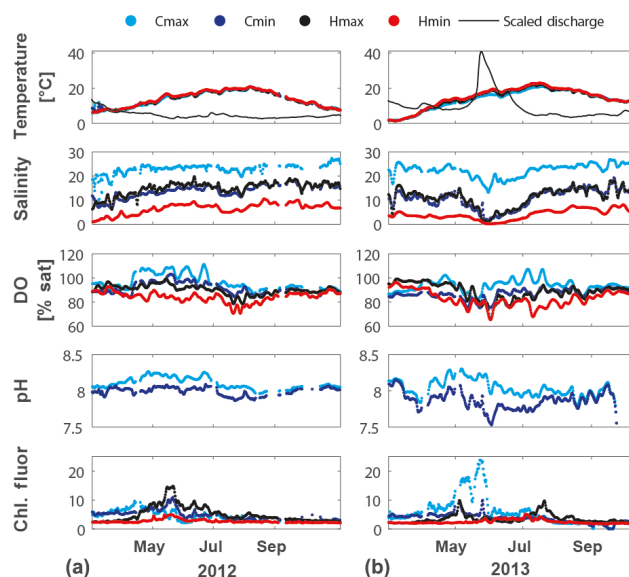 Cmax Cmin Hmax Hmin Scaled discharge
Temperature
[°C]
40
20
0
40
20
0
Salinity
30
20
10
0
30
20
10
0
DO
[% sat]
120
100
80
60
120
100
80
60
pH
8.5
8
7.5
8.5
8
7.5
Chl. fluor
20
10
0
20
10
0
May Jul Sep
May Jul Sep
(a) 2012
(b) 2013